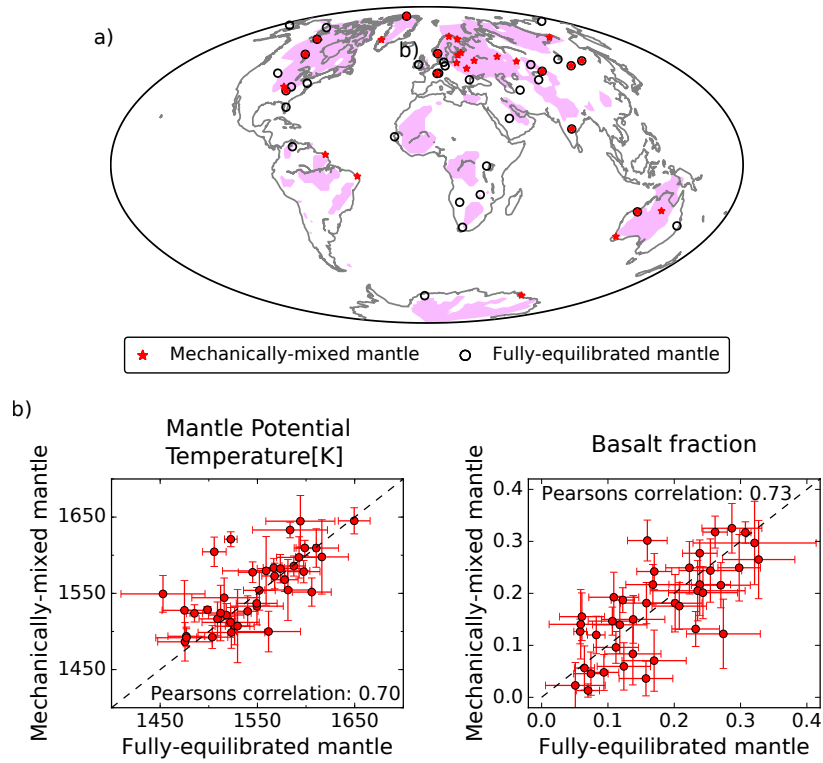 a)
b)
Mechanically-mixed mantle
Fully-equilibrated mantle
b)
Mantle Potential
Temperature[K]
Mechanically-mixed mantle
1650
1550
1450
Pearsons correlation: 0.70
1450 1550 1650
Fully-equilibrated mantle
Basalt fraction
Mechanically-mixed mantle
Pearsons correlation: 0.73
0.4
0.3
0.2
0.1
0.0
0.0 0.1 0.2 0.3 0.4
Fully-equilibrated mantle